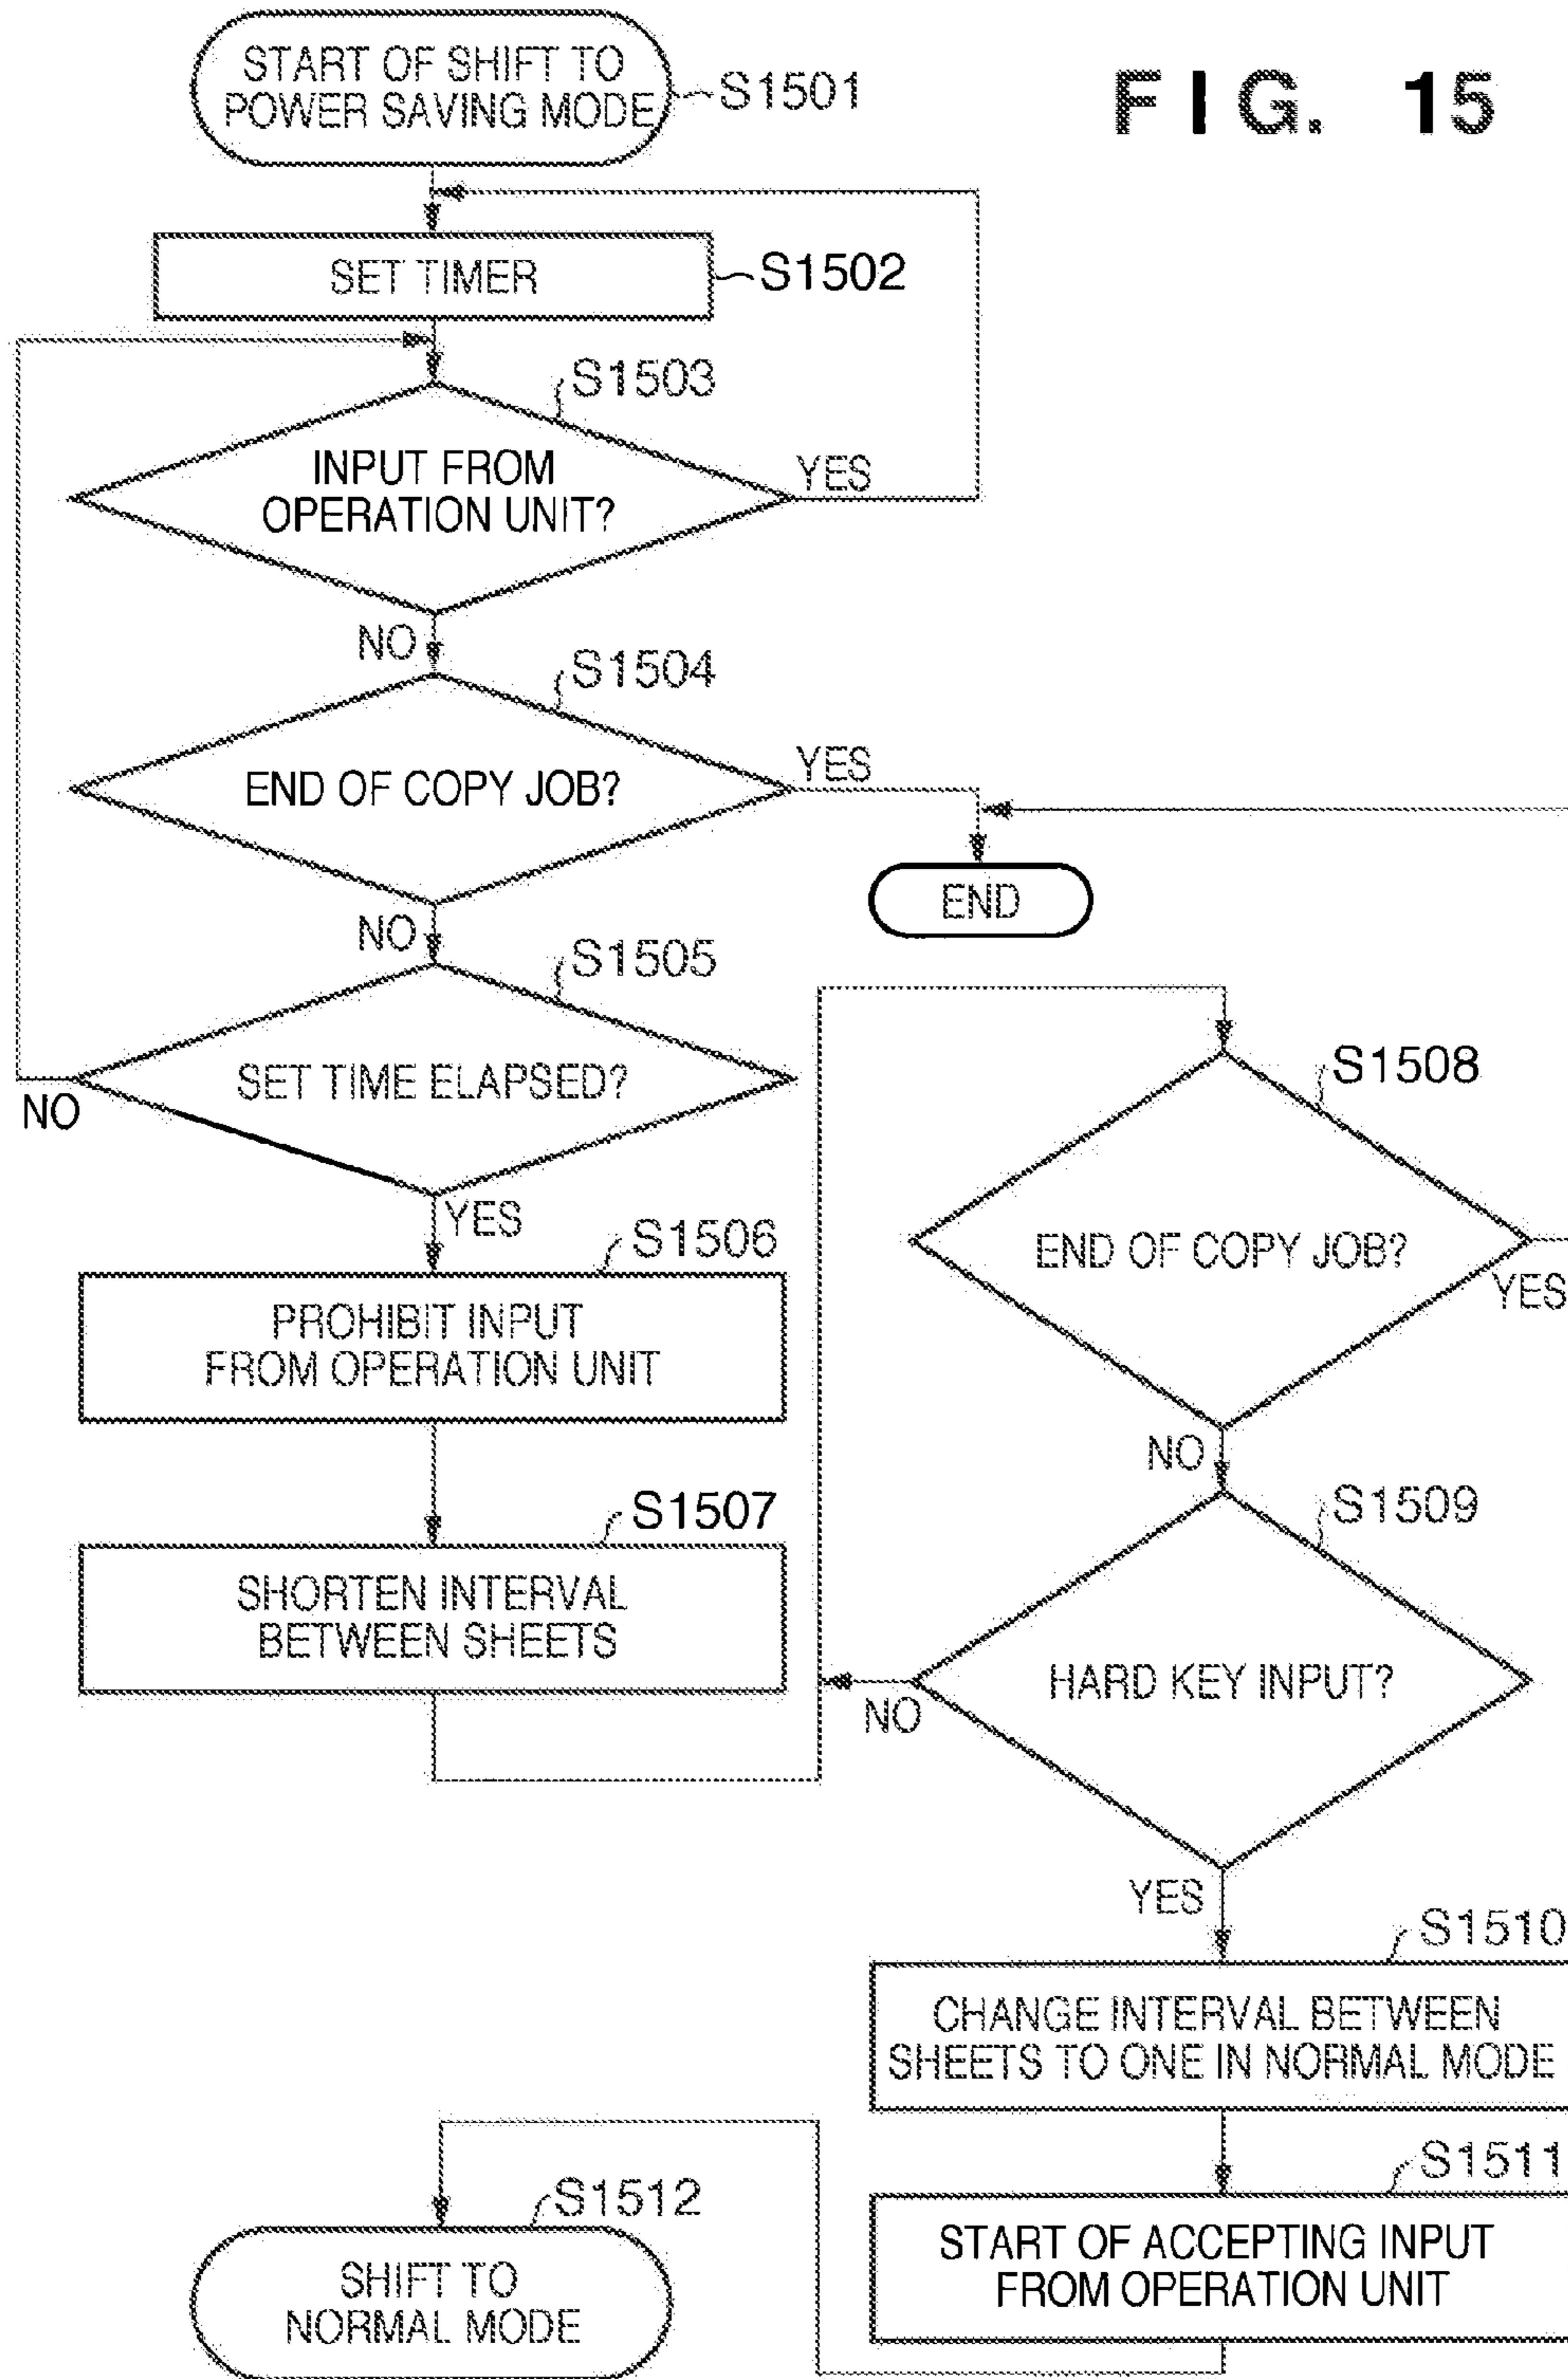 FIG. 15
START OF SHIFT TO
POWER SAVING MODE
S1501
SET TIMER
S1502
S1503
INPUT FROM
OPERATION UNIT?
YES
NO
S1504
END OF COPY JOB?
YES
END
NO
S1505
SET TIME ELAPSED?
NO
YES
S1506
PROHIBIT INPUT
FROM OPERATION UNIT
S1507
SHORTEN INTERVAL
BETWEEN SHEETS
S1508
END OF COPY JOB?
YES
NO
S1509
HARD KEY INPUT?
NO
YES
S1510
CHANGE INTERVAL BETWEEN
SHEETS TO ONE IN NORMAL MODE
S1511
START OF ACCEPTING INPUT
FROM OPERATION UNIT
S1512
SHIFT TO
NORMAL MODE